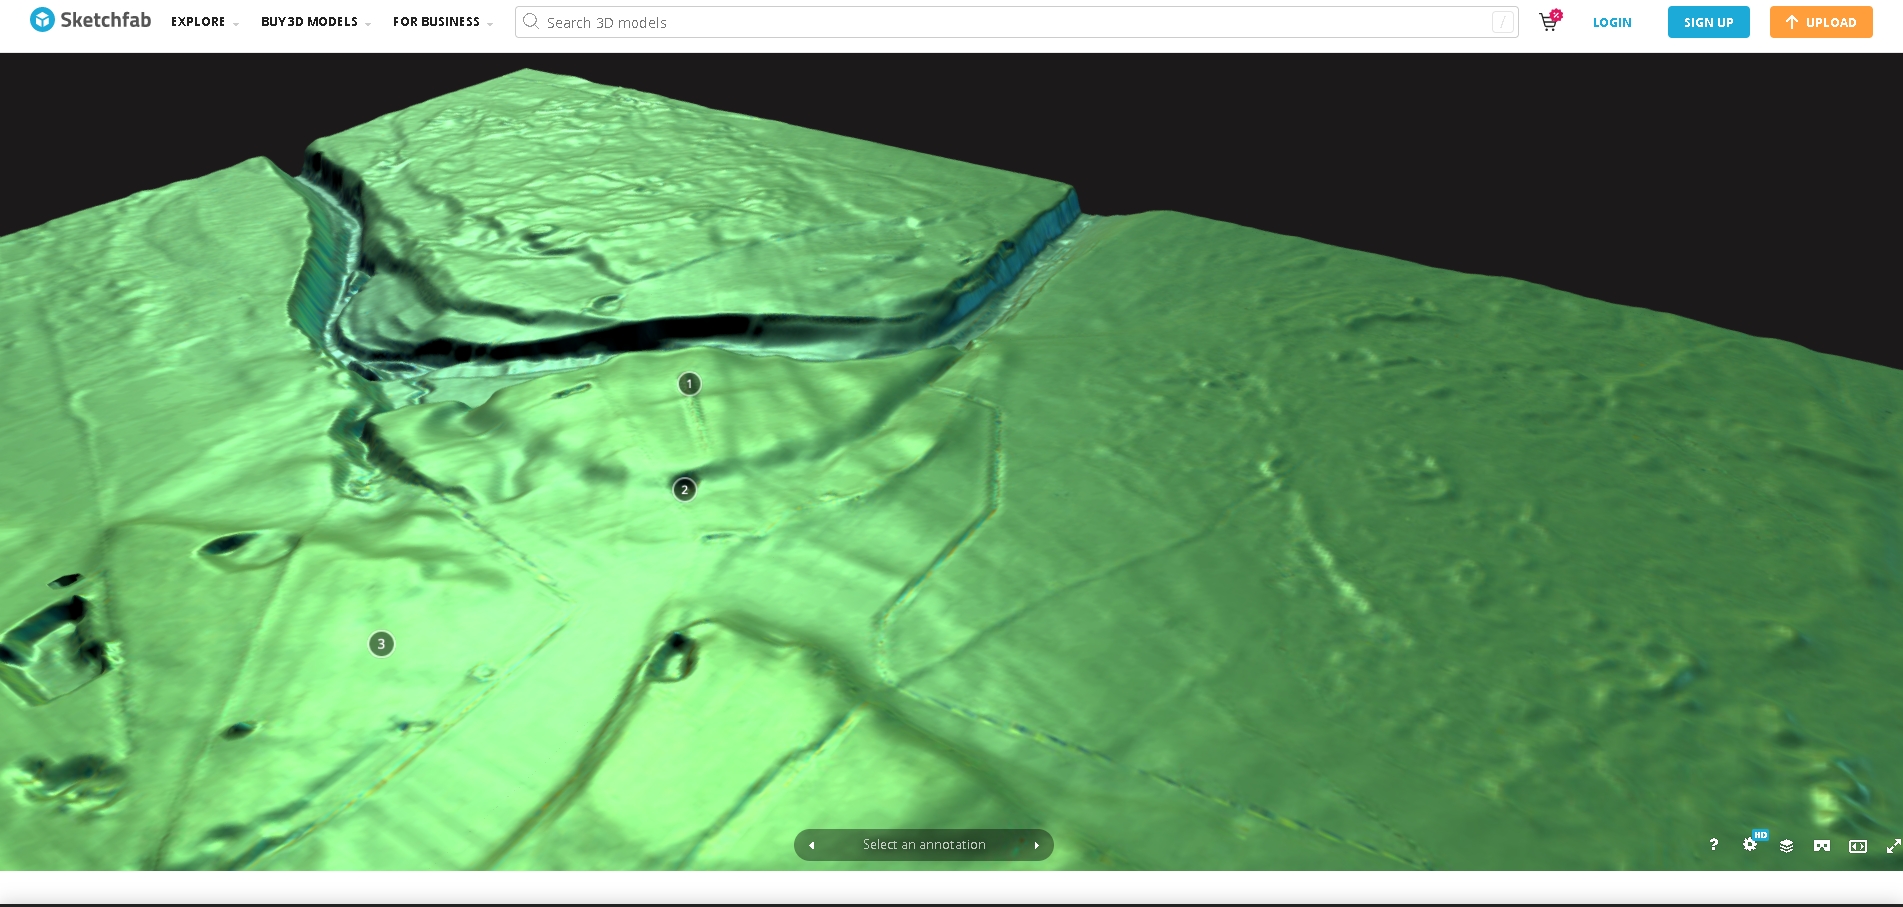 Sketchfab EXPLORE BUY 3D MODELS FOR BUSINESS Search 3D models / % LOGIN SIGN UP UPLOAD
1
2
3
Select an annotation
? HD